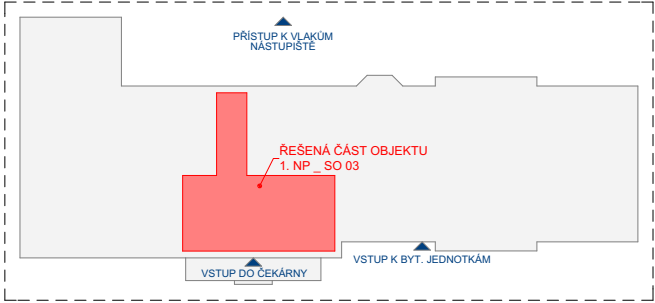 PŘÍSTUP K VLAKŮM
NÁSTUPIŠTĚ
ŘEŠENÁ ČÁST OBJEKTU
1. NP _ SO 03
VSTUP K BYT. JEDNOTKÁM
VSTUP DO ČEKÁRNY